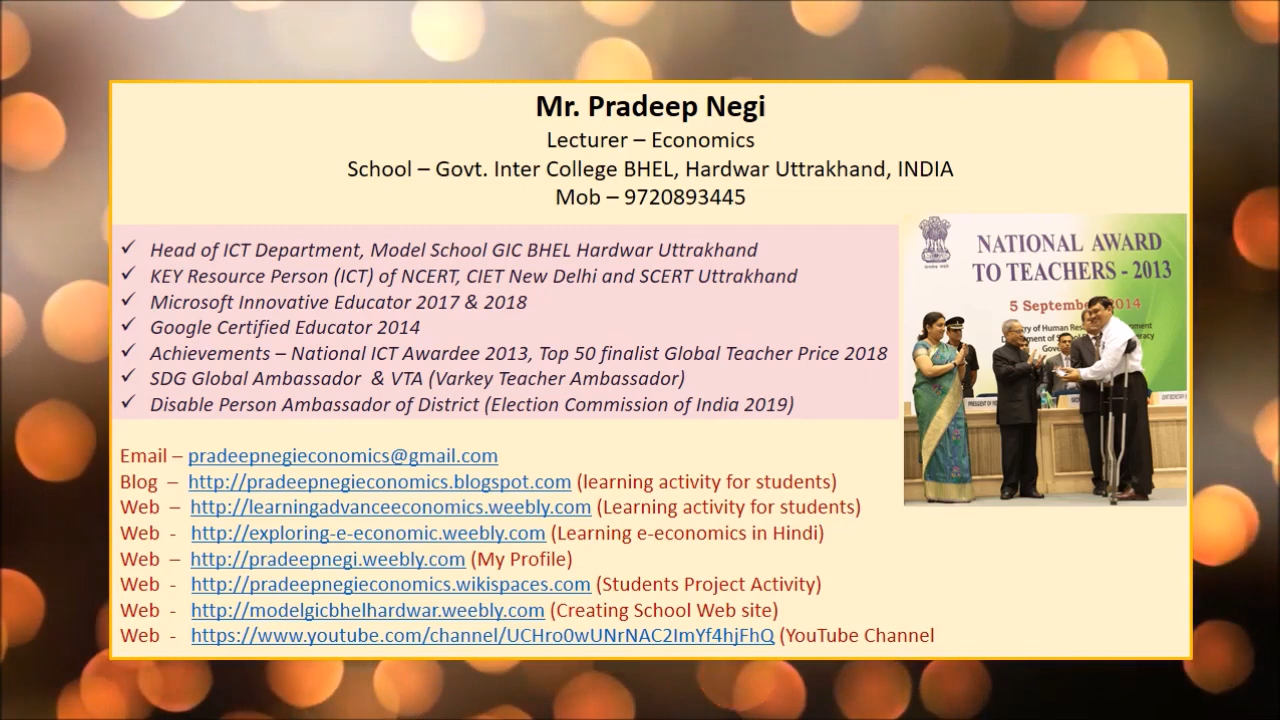 Mr. Pradeep Negi
Lecturer – Economics
School – Govt. Inter College BHEL, Hardwar Uttrakhand, INDIA
Mob – 9720893445
✓ Head of ICT Department, Model School GIC BHEL Hardwar Uttrakhand
✓ KEY Resource Person (ICT) of NCERT, CIET New Delhi and SCERT Uttrakhand
✓ Microsoft Innovative Educator 2017 & 2018
✓ Google Certified Educator 2014
✓ Achievements – National ICT Awardee 2013, Top 50 finalist Global Teacher Price 2018
✓ SDG Global Ambassador & VTA (Varkey Teacher Ambassador)
✓ Disable Person Ambassador of District (Election Commission of India 2019)
NATIONAL AWARD
TO TEACHERS - 2013
5 September 2014
Email – pradeepnegieconomics@gmail.com
Blog – http://pradeepnegieconomics.blogspot.com (learning activity for students)
Web – http://learningadvanceeconomics.weebly.com (Learning activity for students)
Web - http://exploring-e-economic.weebly.com (Learning e-economics in Hindi)
Web – http://pradeepnegi.weebly.com (My Profile)
Web - http://pradeepnegieconomics.wikispaces.com (Students Project Activity)
Web - http://modelgicbhelhardwar.weebly.com (Creating School Web site)
Web - https://www.youtube.com/channel/UCHro0wUNrNAC2ImYf4hjFhQ (YouTube Channel